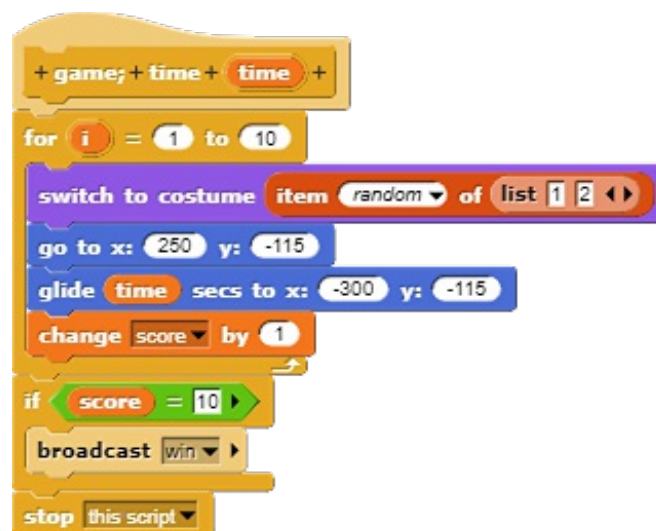 + game; + time + time +
for i = 1 to 10
switch to costume item random of list 1 2
go to x: 250 y: -115
glide time secs to x: -300 y: -115
change score by 1
if score = 10
broadcast win
stop this script